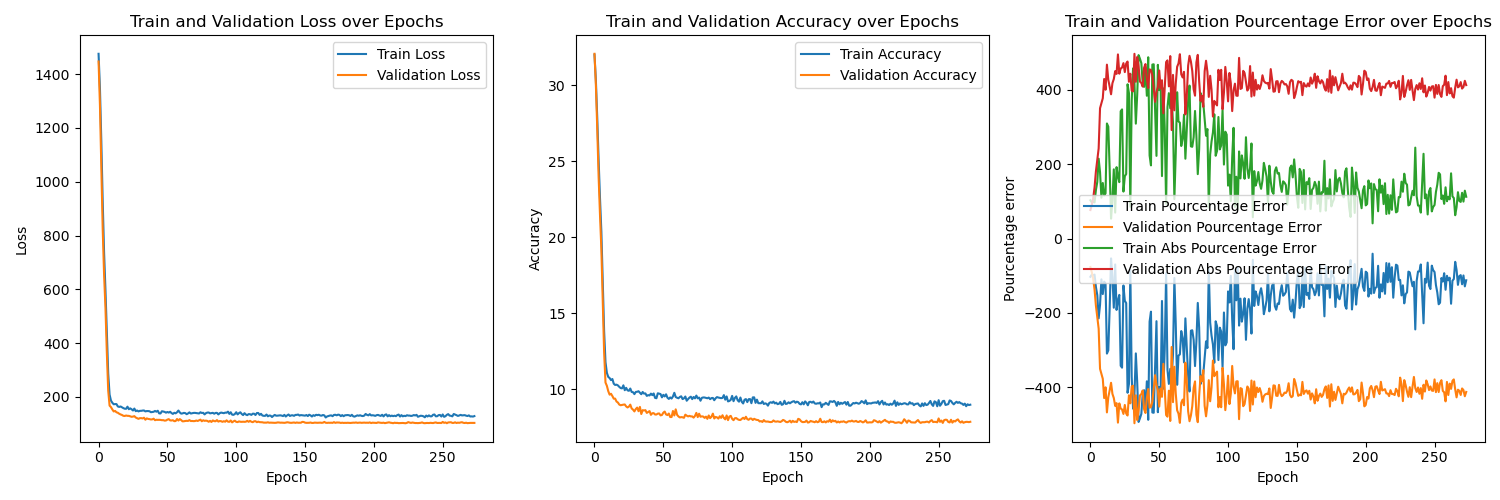 Train and Validation Loss over Epochs
Train Loss
Validation Loss
1400
1200
1000
800
600
400
200
Loss
0
50
100
150
200
250
Epoch
Train and Validation Accuracy over Epochs
Train Accuracy
Validation Accuracy
30
25
20
15
10
Accuracy
0
50
100
150
200
250
Epoch
Train and Validation Pourcentage Error over Epochs
400
200
0
−200
−400
Pourcentage error
Train Pourcentage Error
Validation Pourcentage Error
Train Abs Pourcentage Error
Validation Abs Pourcentage Error
0
50
100
150
200
250
Epoch